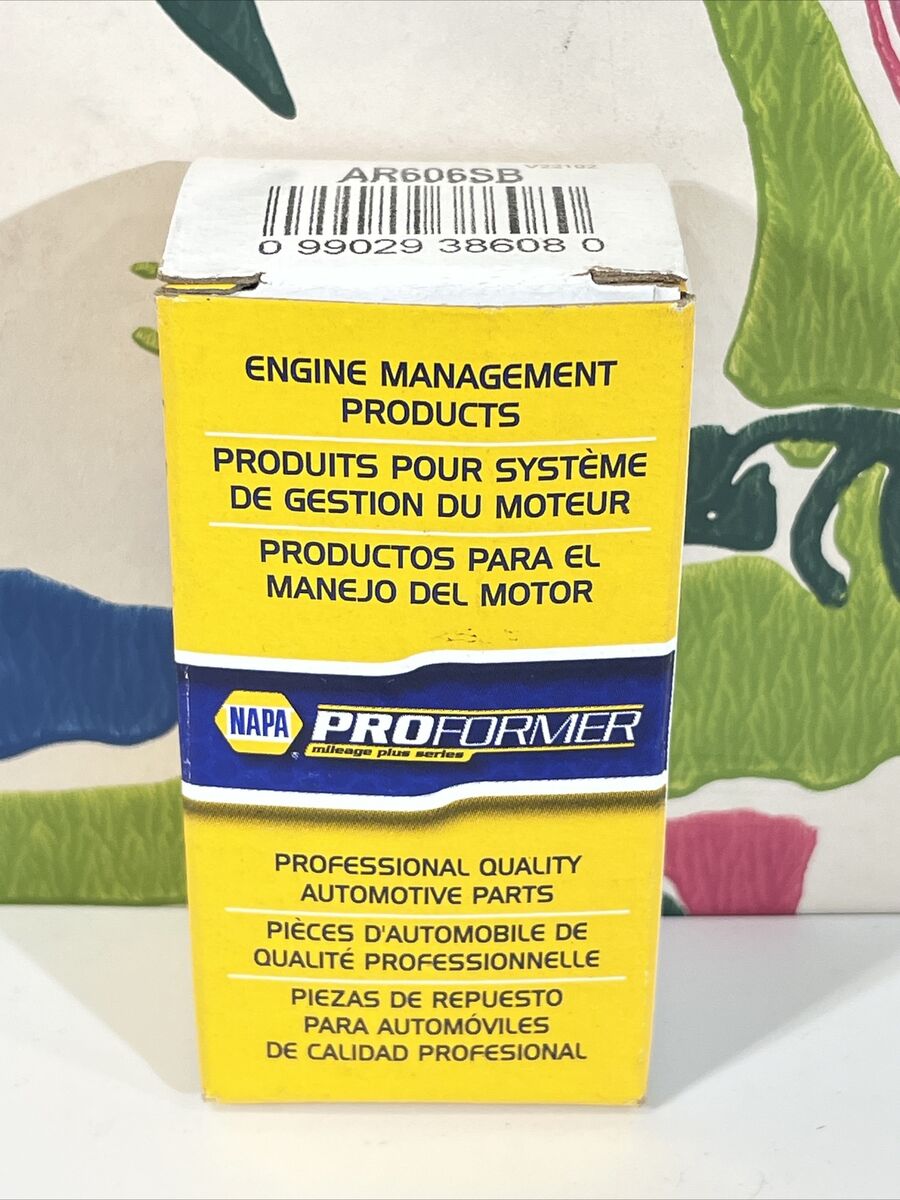 AR606SB
0 99029 38608 0
ENGINE MANAGEMENT
PRODUCTS
PRODUITS POUR SYSTÈME
DE GESTION DU MOTEUR
PRODUCTOS PARA EL
MANEJO DEL MOTOR
NAPA PROFORMER
mileage plus series
PROFESSIONAL QUALITY
AUTOMOTIVE PARTS
PIÈCES D'AUTOMOBILE DE
QUALITÉ PROFESSIONNELLE
PIEZAS DE REPUESTO
PARA AUTOMÓVILES
DE CALIDAD PROFESIONAL